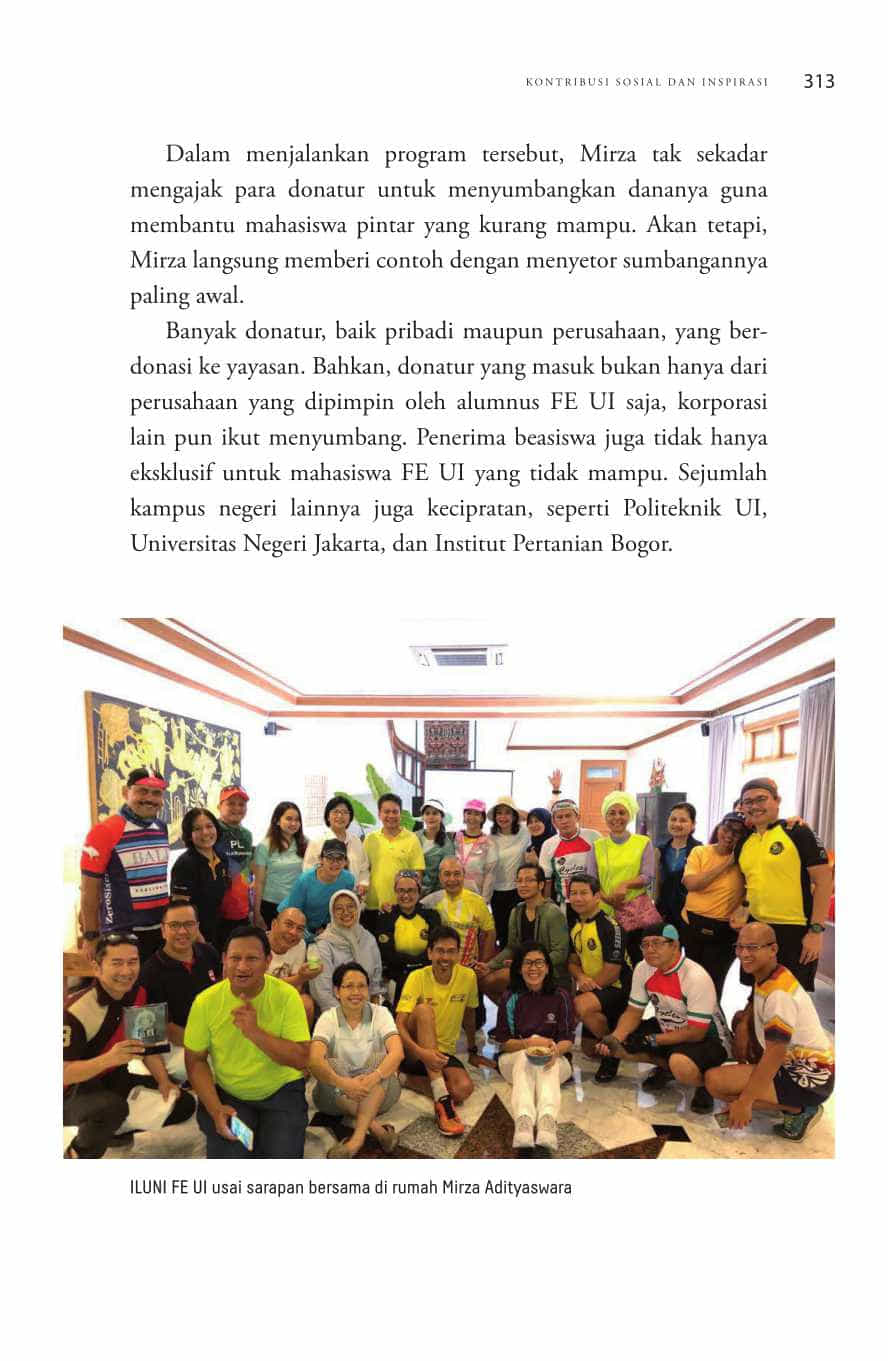 KONTRIBUSI SOSIAL DAN INSPIRASI 313
Dalam menjalankan program tersebut, Mirza tak sekadar
mengajak para donatur untuk menyumbangkan dananya guna
membantu mahasiswa pintar yang kurang mampu. Akan tetapi,
Mirza langsung memberi contoh dengan menyetor sumbangannya
paling awal.
Banyak donatur, baik pribadi maupun perusahaan, yang ber-
donasi ke yayasan. Bahkan, donatur yang masuk bukan hanya dari
perusahaan yang dipimpin oleh alumnus FE UI saja, korporasi
lain pun ikut menyumbang. Penerima beasiswa juga tidak hanya
eksklusif untuk mahasiswa FE UI yang tidak mampu. Sejumlah
kampus negeri lainnya juga kecipratan, seperti Politeknik UI,
Universitas Negeri Jakarta, dan Institut Pertanian Bogor.
BALI
ZeroSix
PL
ILUNI FE UI usai sarapan bersama di rumah Mirza Adityaswara